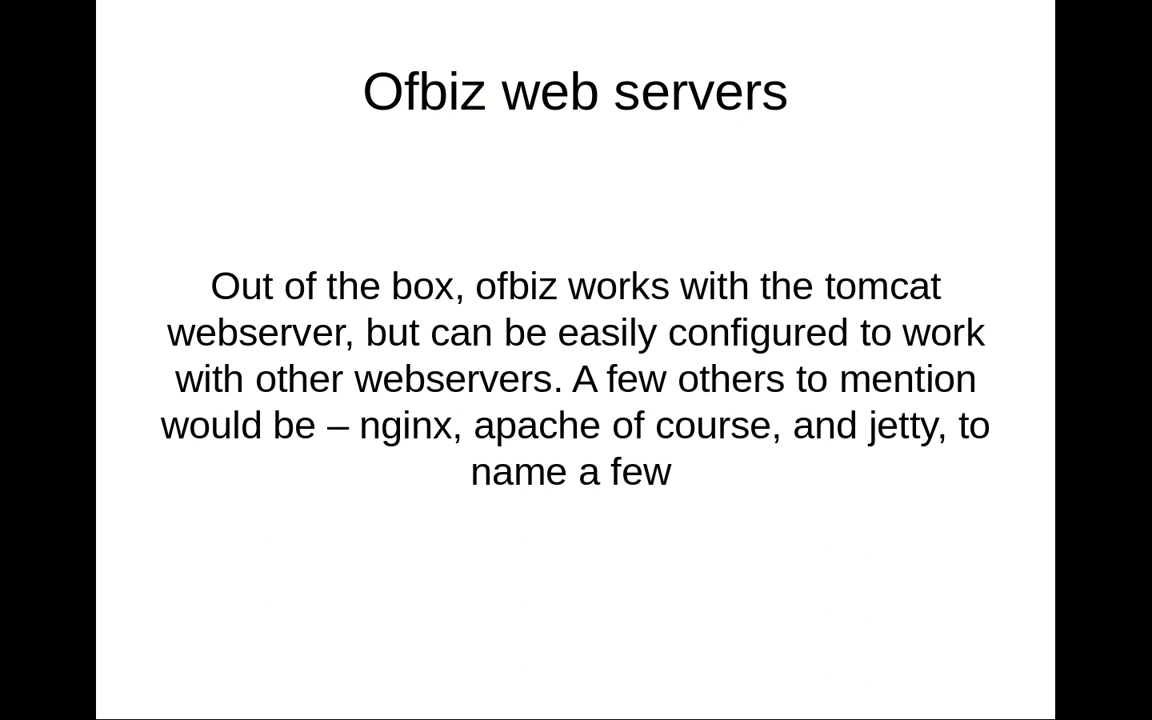 Ofbiz web servers
Out of the box, ofbiz works with the tomcat
webserver, but can be easily configured to work
with other webservers. A few others to mention
would be – nginx, apache of course, and jetty, to
name a few